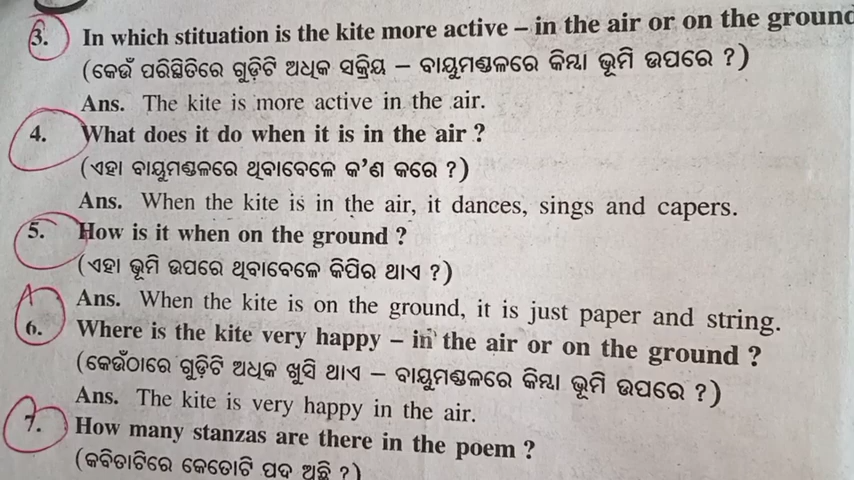 3. In which stituation is the kite more active – in the air or on the ground
(କେଉଁ ପରିସ୍ଥିତିରେ ଗୁଡ଼ିଟି ଅଧିକ ସକ୍ରିୟ – ବାୟୁମଣ୍ଡଳରେ କିମ୍ବା ଭୂମି ଉପରେ ?)
Ans. The kite is more active in the air.
4. What does it do when it is in the air ?
(ଏହା ବାୟୁମଣ୍ଡଳରେ ଥିବାବେଳେ କ’ଣ କରେ ?)
Ans. When the kite is in the air, it dances, sings and capers.
5. How is it when on the ground ?
(ଏହା ଭୂମି ଉପରେ ଥିବାବେଳେ କିପିର ଥାଏ ?)
Ans. When the kite is on the ground, it is just paper and string.
6. Where is the kite very happy – in the air or on the ground ?
(କେଉଁଠାରେ ଗୁଡ଼ିଟି ଅଧିକ ଖୁସି ଥାଏ – ବାୟୁମଣ୍ଡଳରେ କିମ୍ବା ଭୂମି ଉପରେ ?)
Ans. The kite is very happy in the air.
7. How many stanzas are there in the poem ?
(କବିତାଟିରେ କେତୋଟି ପଦ ଅଛି ?)